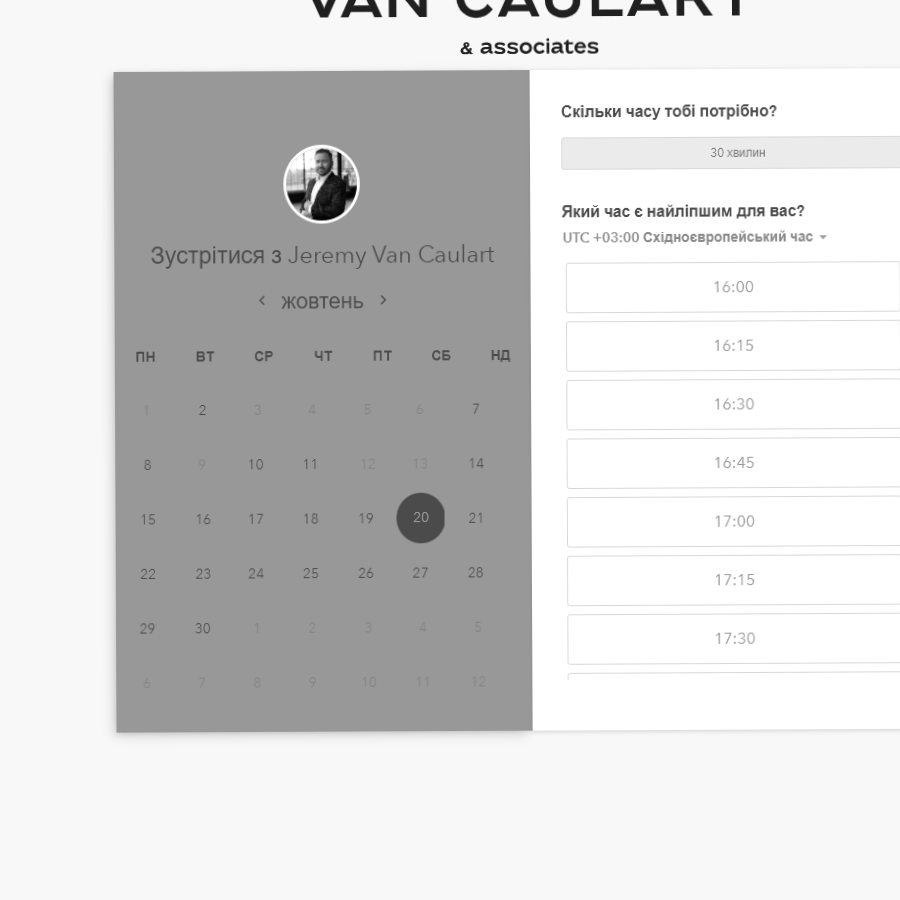 VAN CAULART
& associates
Зустрітися з Jeremy Van Caulart
жовтень
ПН ВТ СР ЧТ ПТ СБ НД
1 2 3 4 5 6 7
8 9 10 11 12 13 14
15 16 17 18 19 20 21
22 23 24 25 26 27 28
29 30 1 2 3 4 5
6 7 8 9 10 11 12
Скільки часу тобі потрібно?
30 хвилин
Який час є найліпшим для вас?
UTC +03:00 Східноєвропейський час
16:00
16:15
16:30
16:45
17:00
17:15
17:30